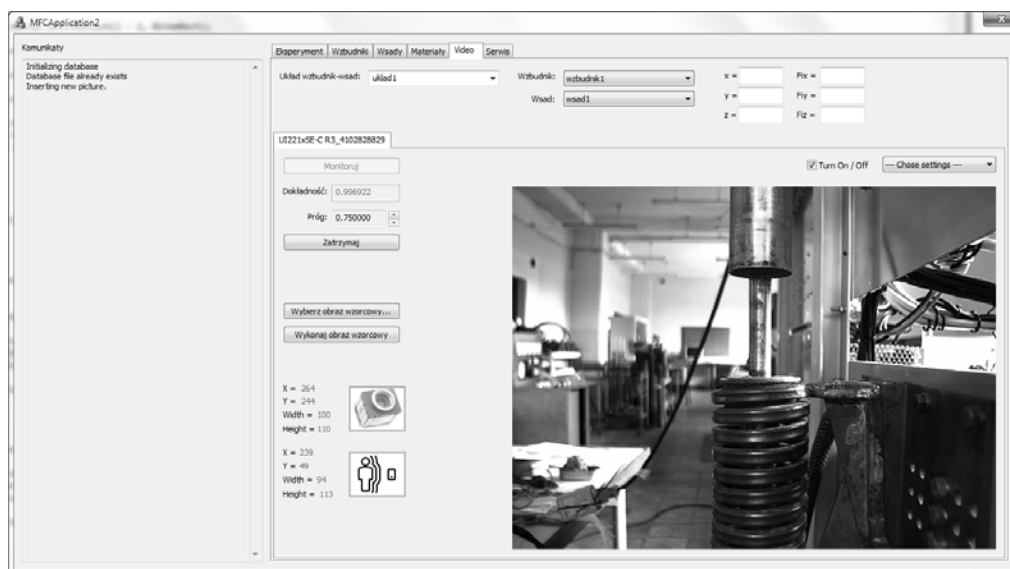 MFCApplication2
Komunikaty
Initializing database
Database file already exists
Inserting new picture.
Eksperyment Wzbudniki Wsady Materiały Video Serwis
Układ wzbudnik-wsad: układ1 Wzbudnik: wzbudnik1 x = Fix =
Wsad: wsad1 y = Fiy =
z = Fiz =
UI221xSE-C R3_4102828829
Monitoruj Turn On / Off --- Chose settings ---
Dokładność: 0.996922
Próg: 0.750000
Zatrzymaj
Wybierz obraz wzorcowy...
Wykonaj obraz wzorcowy
X = 264
Y = 244
Width = 100
Height = 110
X = 239
Y = 49
Width = 94
Height = 113